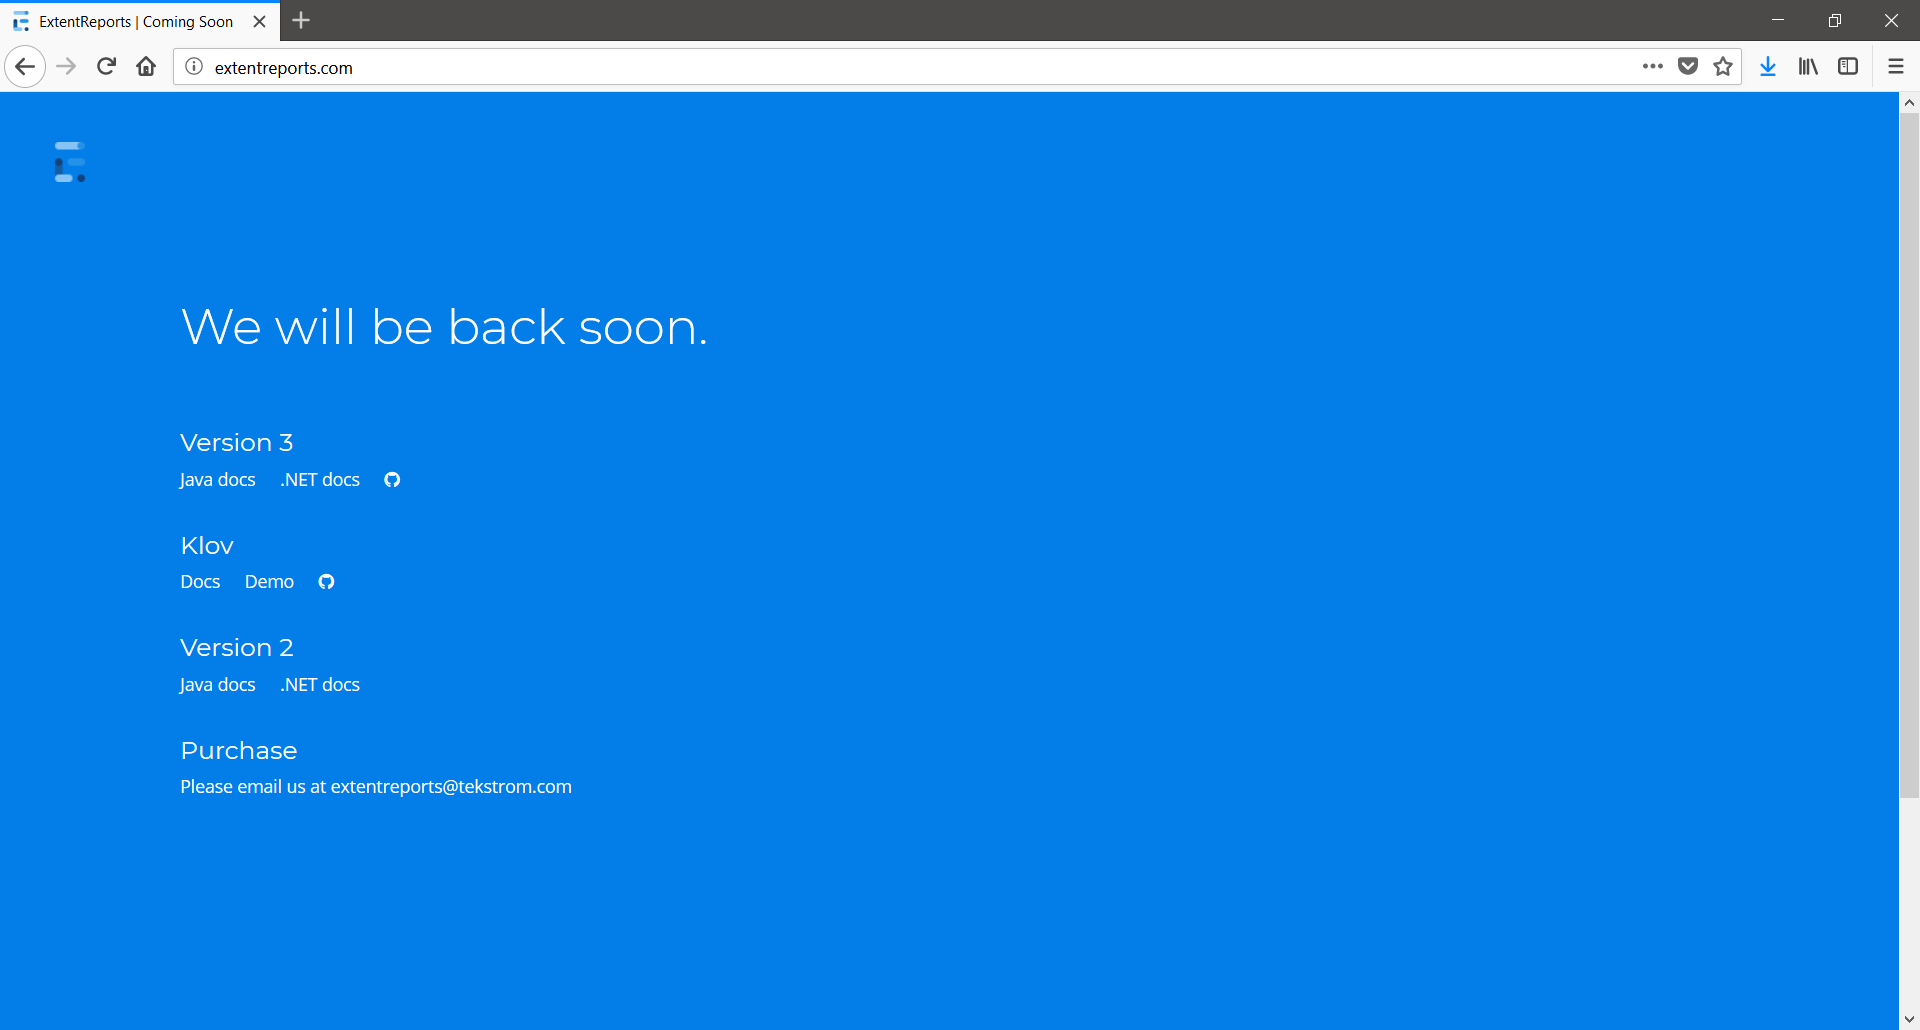 ExtentReports | Coming Soon
extentreports.com
We will be back soon.
Version 3
Java docs .NET docs
Klov
Docs Demo
Version 2
Java docs .NET docs
Purchase
Please email us at extentreports@tekstrom.com